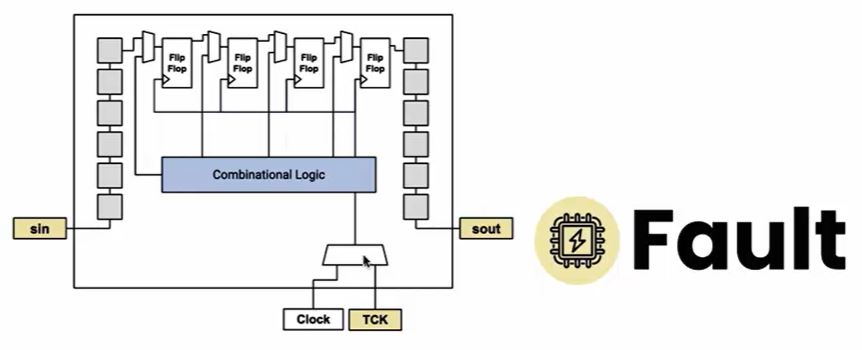 Flip
Flop
Flip
Flop
Flip
Flop
Flip
Flop
Combinational Logic
sin
sout
Fault
Clock
TCK